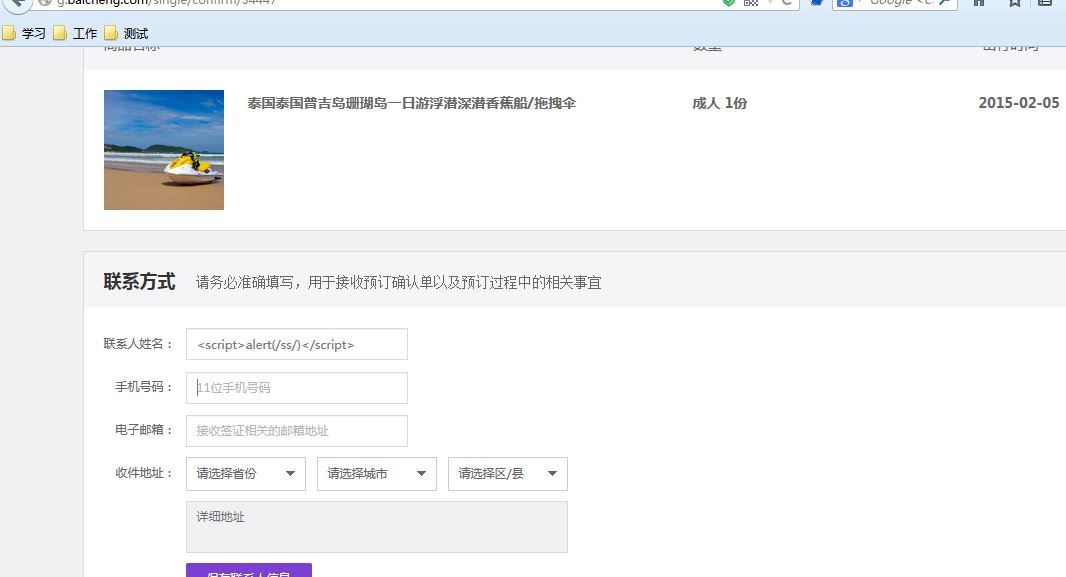 g.baicheng.com/single/confirm/34447
Google <C
学习 工作 测试
商品名称 数量 出行时间
泰国泰国普吉岛珊瑚岛一日游浮潜深潜香蕉船/拖拽伞 成人 1份 2015-02-05
联系方式 请务必准确填写，用于接收预订确认单以及预订过程中的相关事宜
联系人姓名： <script>alert(/ss/)</script>
手机号码： 11位手机号码
电子邮箱： 接收签证相关的邮箱地址
收件地址： 请选择省份 请选择城市 请选择区/县
详细地址
保存联系人信息